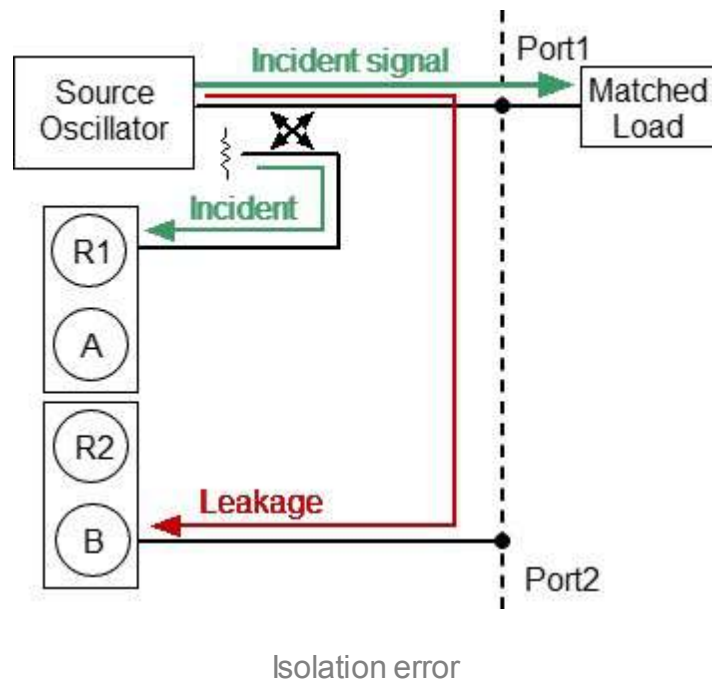 Incident signal
Port1
Source
Oscillator
Matched
Load
Incident
R1
A
R2
Leakage
B
Port2
Isolation error